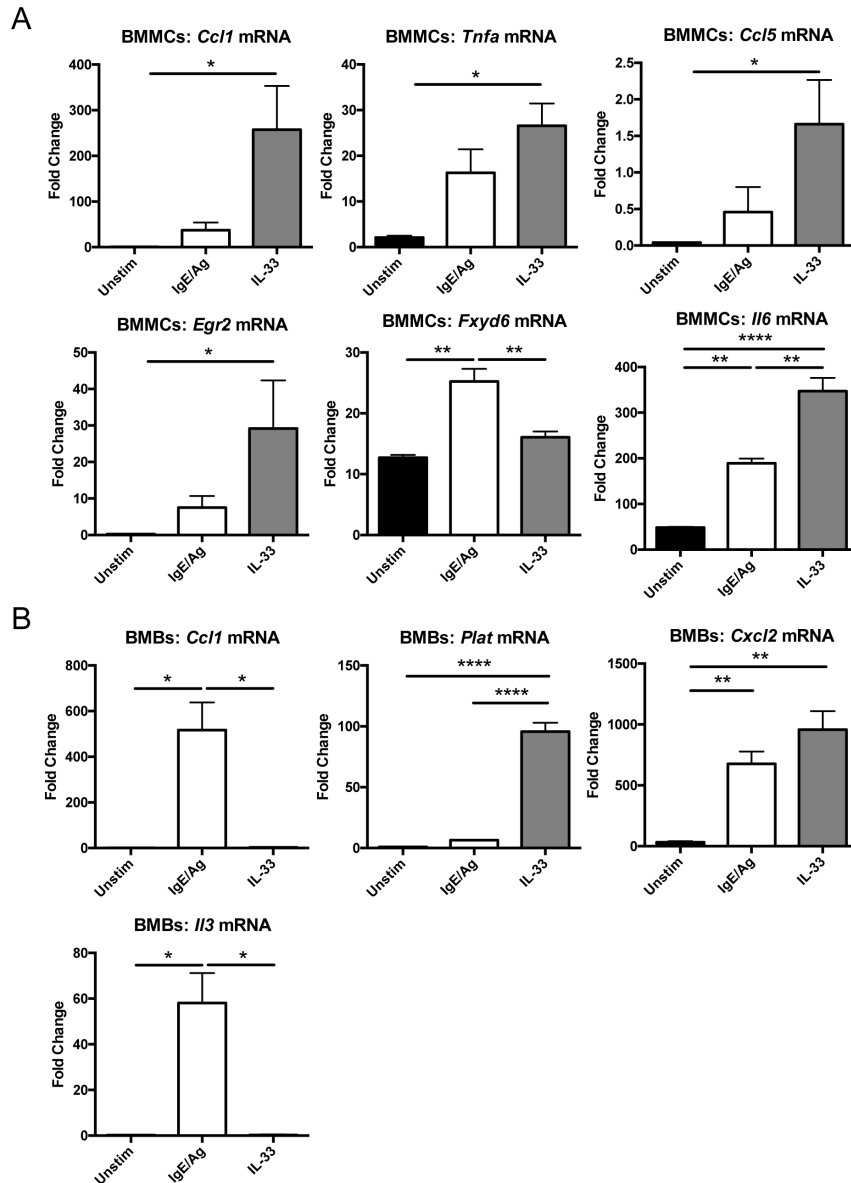 A
BMMCs: Ccl1 mRNA
Fold Change
400
300
200
100
0
*
Unstim
IgE/Ag
IL-33
BMMCs: Tnfa mRNA
Fold Change
40
30
20
10
0
*
Unstim
IgE/Ag
IL-33
BMMCs: Ccl5 mRNA
Fold Change
2.5
2.0
1.5
1.0
0.5
0.0
*
Unstim
IgE/Ag
IL-33
BMMCs: Egr2 mRNA
Fold Change
50
40
30
20
10
0
*
Unstim
IgE/Ag
IL-33
BMMCs: Fxyd6 mRNA
Fold Change
30
20
10
0
** **
Unstim
IgE/Ag
IL-33
BMMCs: Il6 mRNA
Fold Change
400
300
200
100
0
****
** **
Unstim
IgE/Ag
IL-33
B
BMBs: Ccl1 mRNA
Fold Change
800
600
400
200
0
* *
Unstim
IgE/Ag
IL-33
BMBs: Plat mRNA
Fold Change
150
100
50
0
****
****
Unstim
IgE/Ag
IL-33
BMBs: Cxcl2 mRNA
Fold Change
1500
1000
500
0
**
**
Unstim
IgE/Ag
IL-33
BMBs: Il3 mRNA
Fold Change
80
60
40
20
0
* *
Unstim
IgE/Ag
IL-33